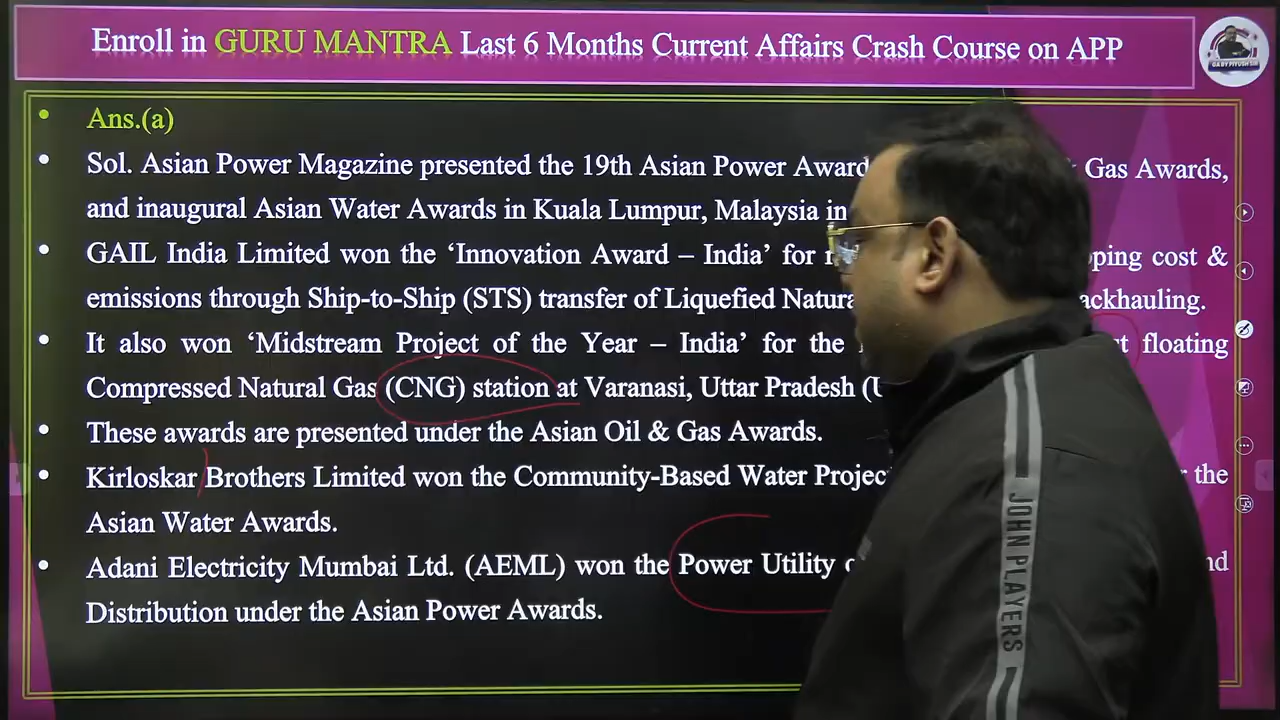 Enroll in GURU MANTRA Last 6 Months Current Affairs Crash Course on APP
GA BY PIYUSH SIR
• Ans.(a)
• Sol. Asian Power Magazine presented the 19th Asian Power & Gas Awards,
and inaugural Asian Water Awards in Kuala Lumpur, Malaysia in
• GAIL India Limited won the ‘Innovation Award – India’ for cost &
emissions through Ship-to-Ship (STS) transfer of Liquefied
• It also won ‘Midstream Project of the Year – India’ for the floating
Compressed Natural Gas (CNG) station at Varanasi, Uttar Pradesh
• These awards are presented under the Asian Oil & Gas Awards.
• Kirloskar Brothers Limited won the Community-Based Water the
Asian Water Awards.
• Adani Electricity Mumbai Ltd. (AEML) won the Power Utility
Distribution under the Asian Power Awards.
JOHN PLAYERS